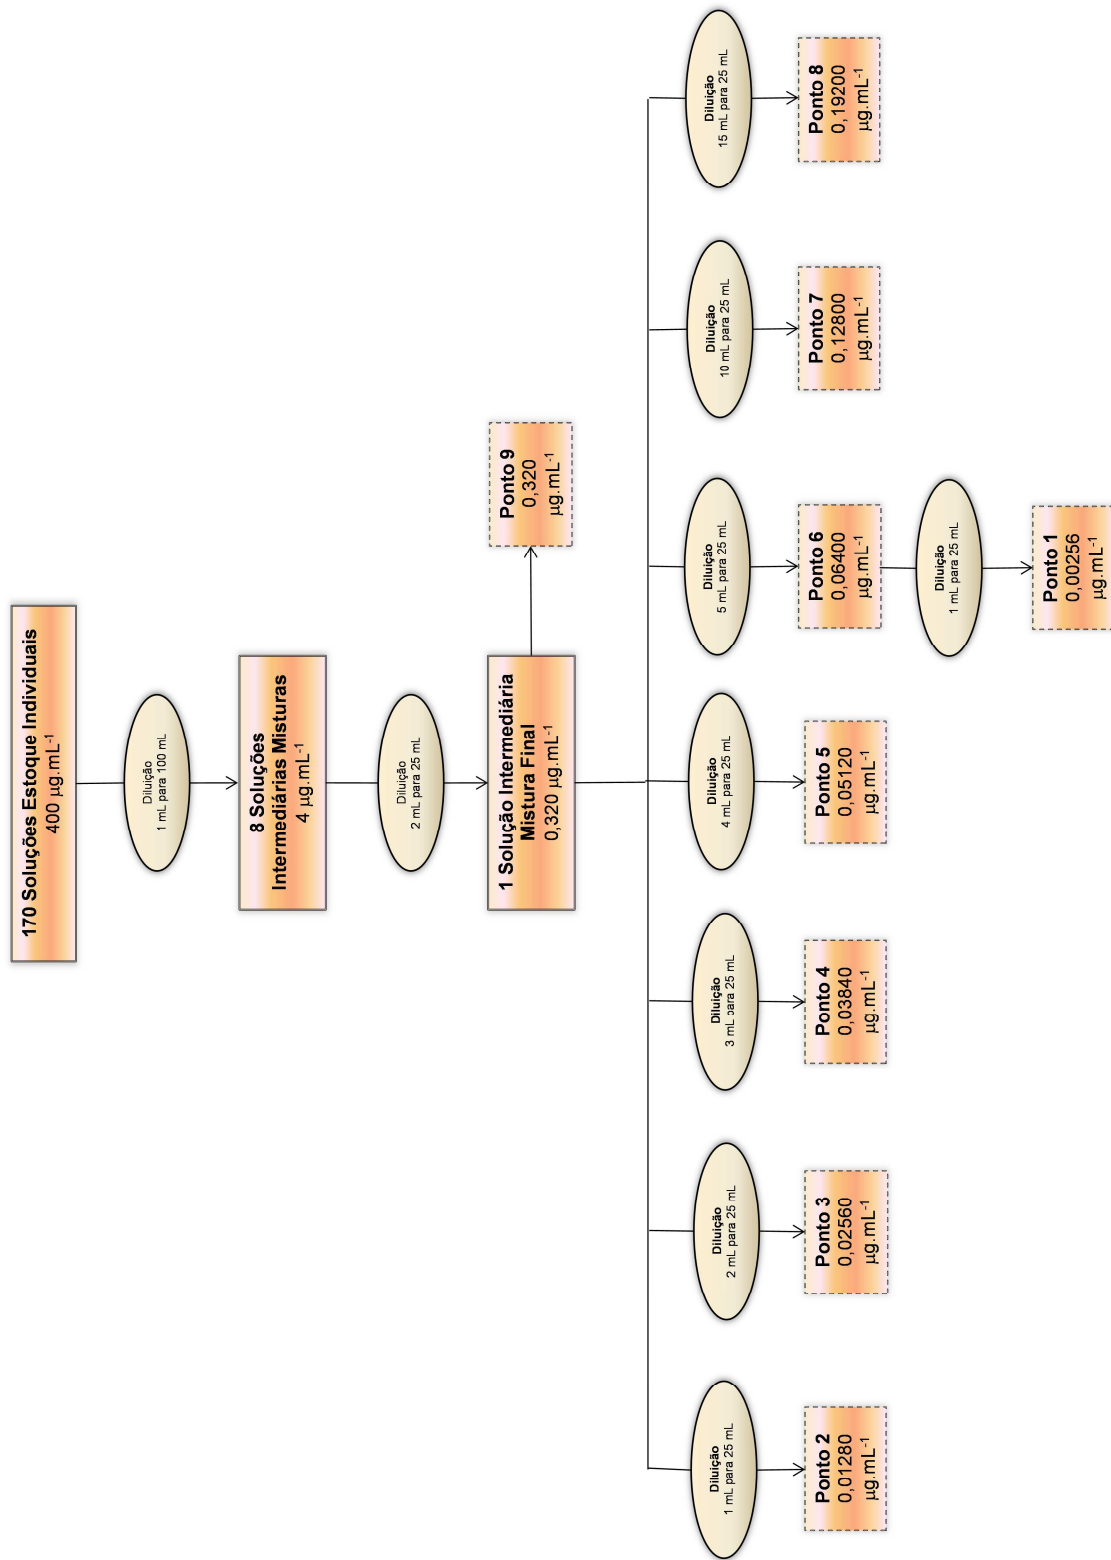 170 Soluções Estoque Individuais
400 µg.mL⁻¹
Diluição
1 mL para 100 mL
8 Soluções
Intermediárias Misturas
4 µg.mL⁻¹
Diluição
2 mL para 25 mL
1 Solução Intermediária
Mistura Final
0,320 µg.mL⁻¹
Ponto 9
0,320
µg.mL⁻¹
Diluição
1 mL para 25 mL
Ponto 2
0,01280
µg.mL⁻¹
Diluição
2 mL para 25 mL
Ponto 3
0,02560
µg.mL⁻¹
Diluição
3 mL para 25 mL
Ponto 4
0,03840
µg.mL⁻¹
Diluição
4 mL para 25 mL
Ponto 5
0,05120
µg.mL⁻¹
Diluição
5 mL para 25 mL
Ponto 6
0,06400
µg.mL⁻¹
Diluição
1 mL para 25 mL
Ponto 1
0,00256
µg.mL⁻¹
Diluição
10 mL para 25 mL
Ponto 7
0,12800
µg.mL⁻¹
Diluição
15 mL para 25 mL
Ponto 8
0,19200
µg.mL⁻¹